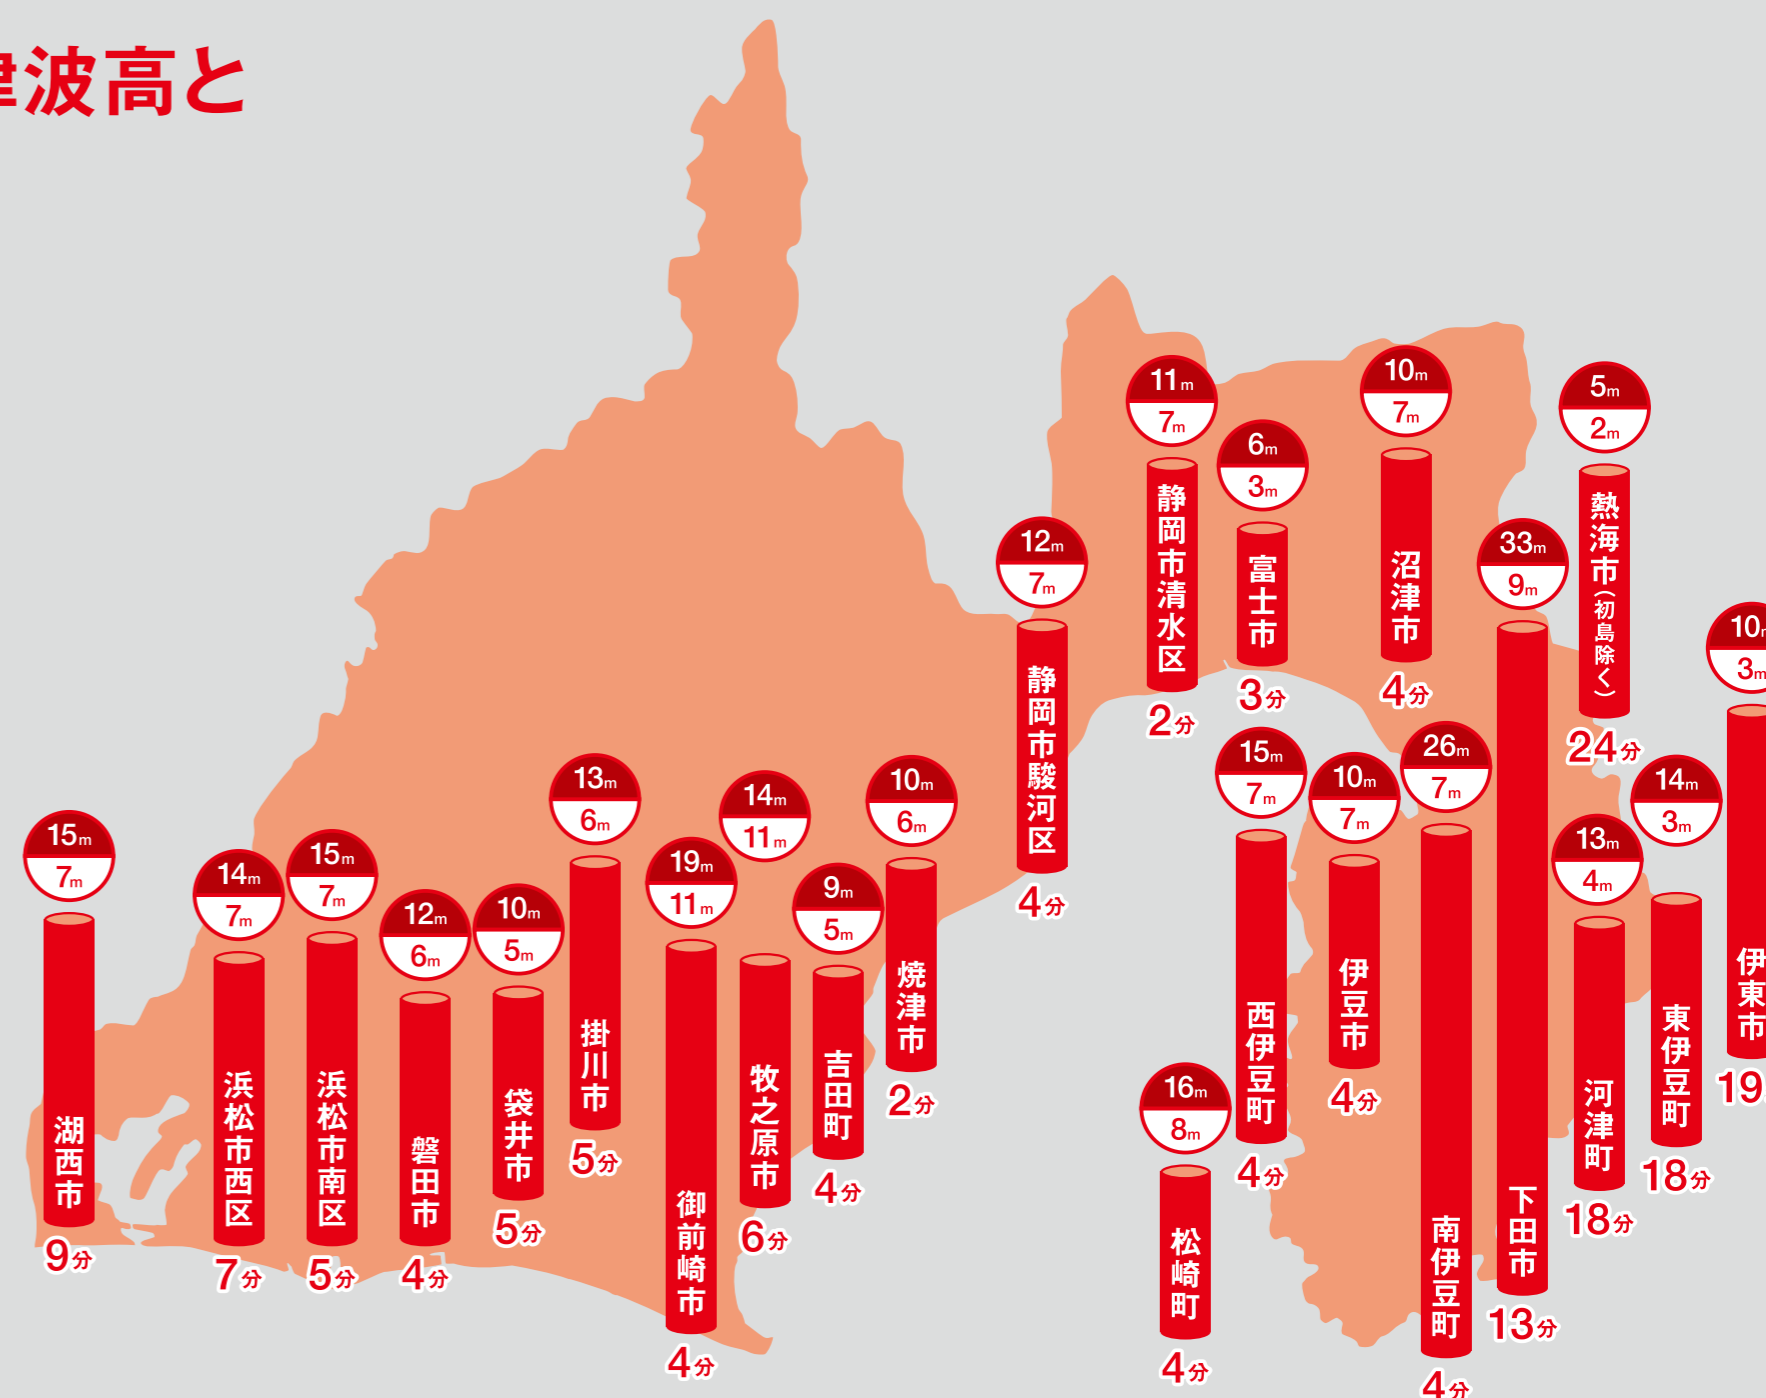 津波高と
15m
7m
湖西市
9分
14m
7m
浜松市西区
7分
15m
7m
浜松市南区
5分
12m
6m
磐田市
4分
10m
5m
袋井市
5分
13m
6m
掛川市
5分
19m
11m
御前崎市
4分
14m
11m
牧之原市
6分
9m
5m
吉田町
4分
10m
6m
焼津市
2分
12m
7m
静岡市駿河区
4分
11m
7m
静岡市清水区
2分
6m
3m
富士市
3分
10m
7m
沼津市
4分
10m
7m
伊豆市
4分
15m
7m
西伊豆町
4分
16m
8m
松崎町
4分
26m
7m
南伊豆町
4分
33m
9m
下田市
13分
13m
4m
河津町
18分
14m
3m
東伊豆町
18分
10m
3m
伊東市
19
5m
2m
熱海市(初島除く)
24分